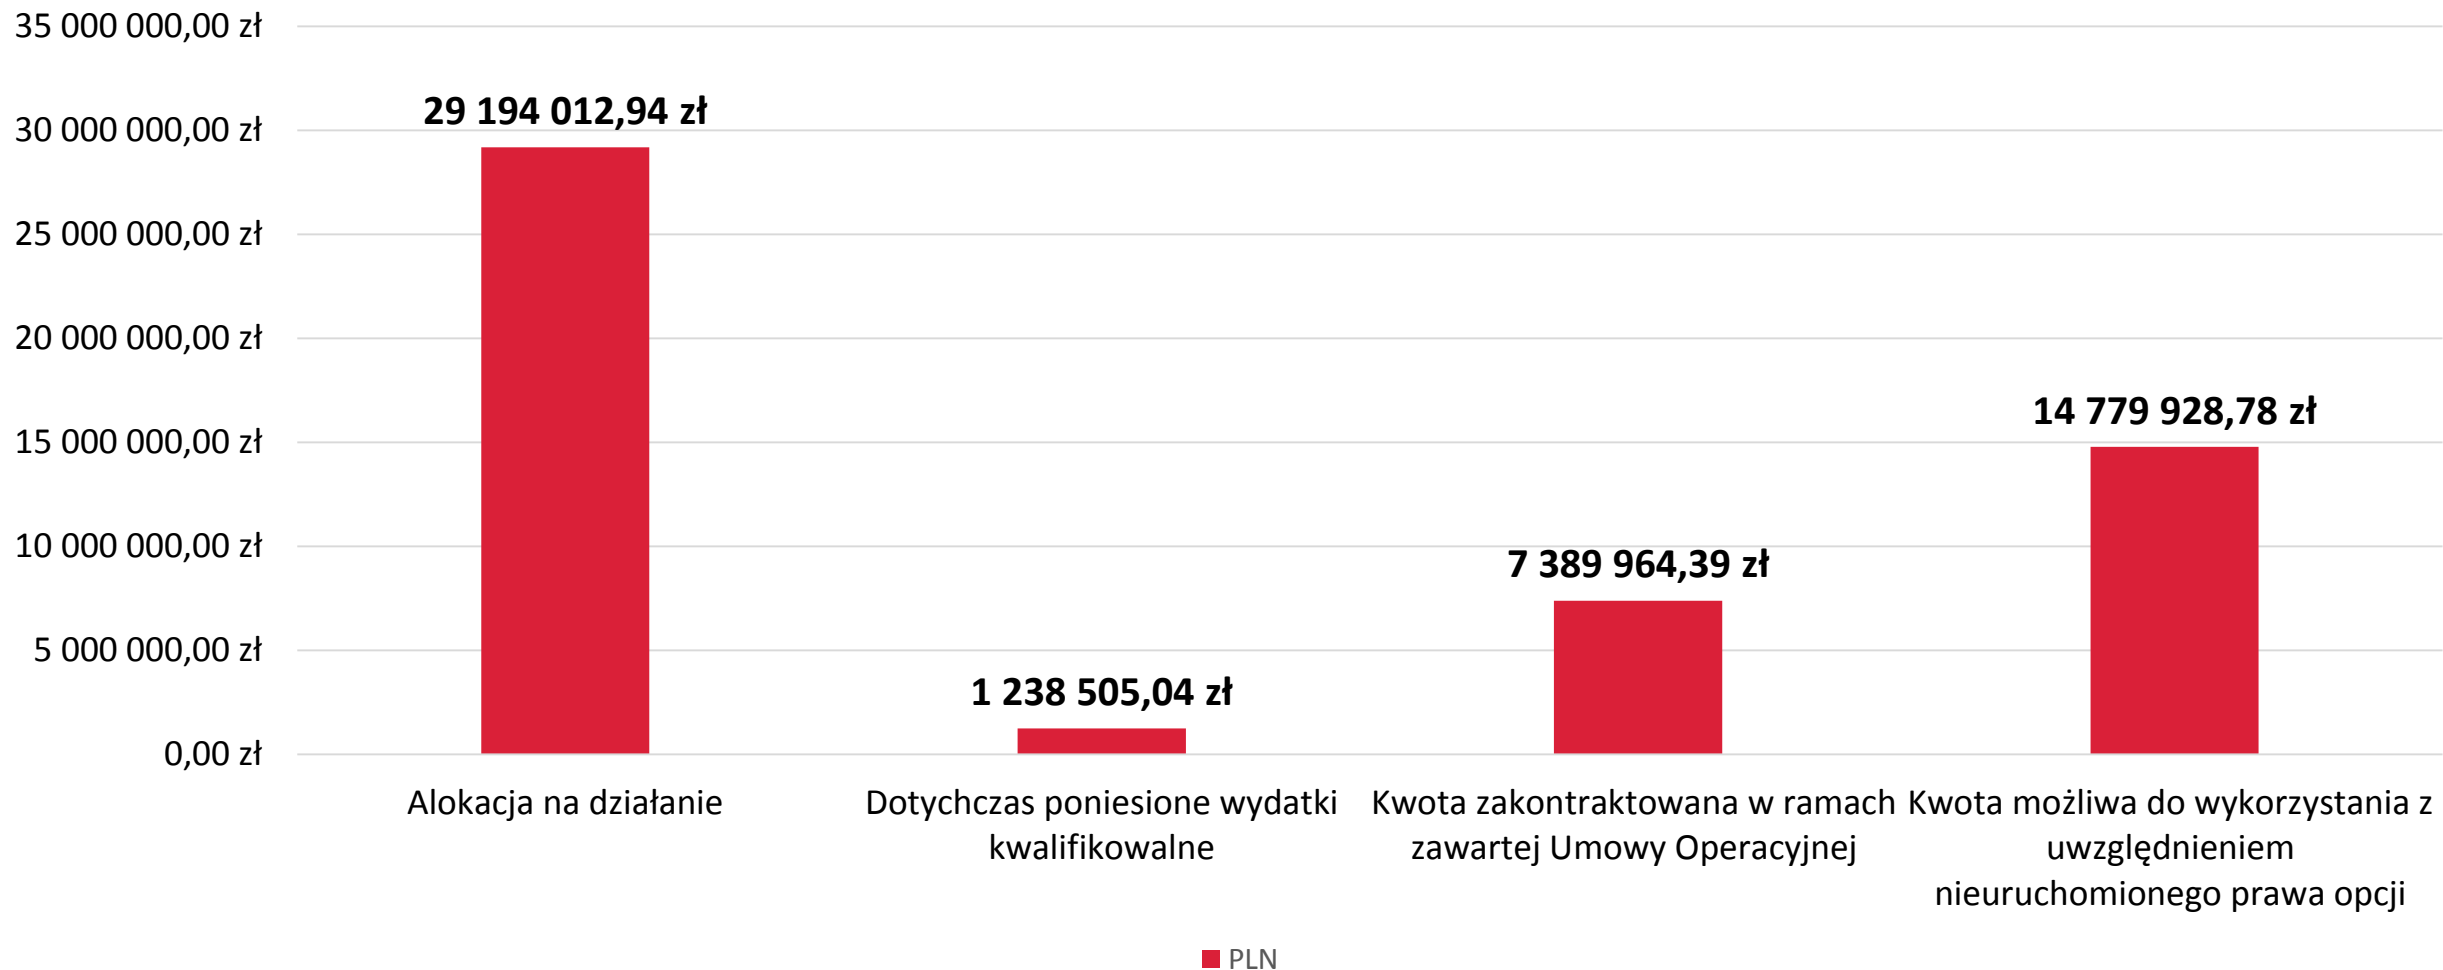 35 000 000,00 zł
30 000 000,00 zł
25 000 000,00 zł
20 000 000,00 zł
15 000 000,00 zł
10 000 000,00 zł
5 000 000,00 zł
0,00 zł
29 194 012,94 zł
1 238 505,04 zł
7 389 964,39 zł
14 779 928,78 zł
Alokacja na działanie
Dotychczas poniesione wydatki
kwalifikowalne
Kwota zakontraktowana w ramach
zawartej Umowy Operacyjnej
Kwota możliwa do wykorzystania z
uwzględnieniem
nieuruchomionego prawa opcji
PLN